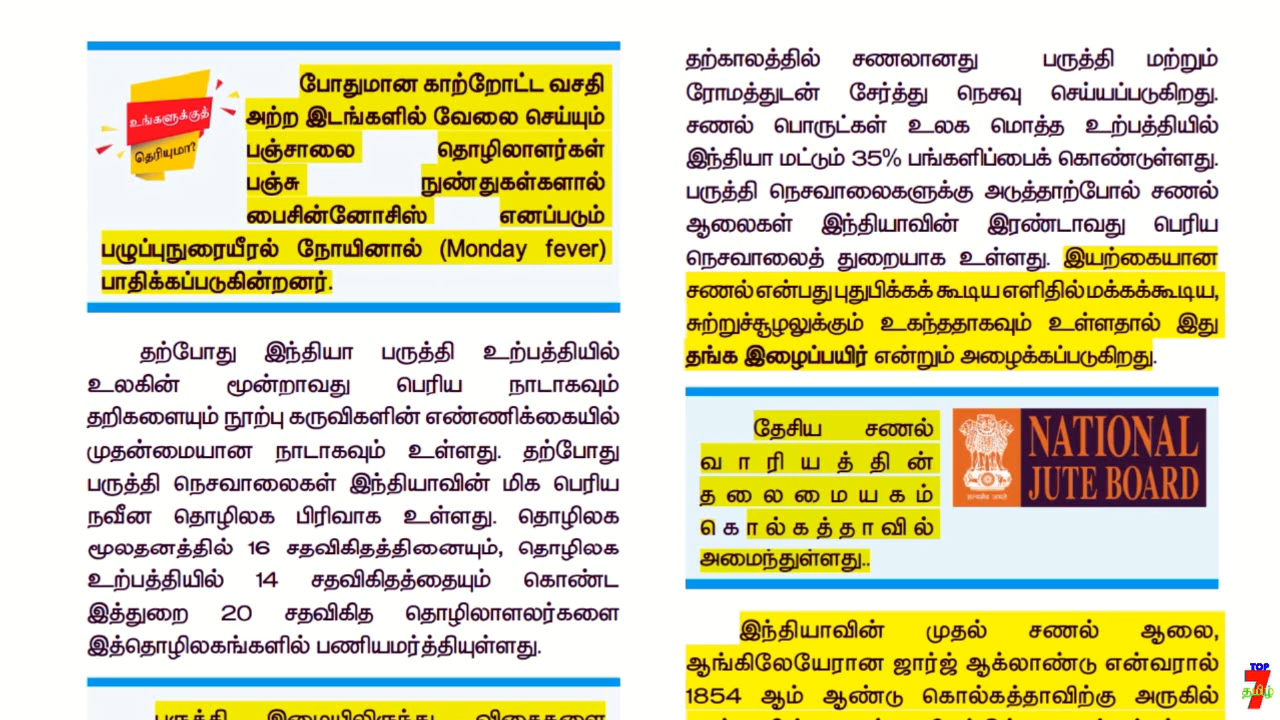 உங்களுக்குத்
தெரியுமா?
போதுமான காற்றோட்ட வசதி
அற்ற இடங்களில் வேலை செய்யும்
பஞ்சாலை தொழிலாளர்கள்
பஞ்சு நுண்துகள்களால்
பைசின்னோசிஸ் எனப்படும்
பழுப்புநுரையீரல் நோயினால் (Monday fever)
பாதிக்கப்படுகின்றனர்.
தற்போது இந்தியா பருத்தி உற்பத்தியில்
உலகின் மூன்றாவது பெரிய நாடாகவும்
தறிகளையும் நூற்பு கருவிகளின் எண்ணிக்கையில்
முதன்மையான நாடாகவும் உள்ளது. தற்போது
பருத்தி நெசவாலைகள் இந்தியாவின் மிக பெரிய
நவீன தொழிலக பிரிவாக உள்ளது. தொழிலக
மூலதனத்தில் 16 சதவிகிதத்தினையும், தொழிலக
உற்பத்தியில் 14 சதவிகிதத்தையும் கொண்ட
இத்துறை 20 சதவிகித தொழிலாளலர்களை
இத்தொழிலகங்களில் பணியமர்த்தியுள்ளது.
பருத்தி இழையிலிருந்து விதைகளை
தற்காலத்தில் சணலானது பருத்தி மற்றும்
ரோமத்துடன் சேர்த்து நெசவு செய்யப்படுகிறது.
சணல் பொருட்கள் உலக மொத்த உற்பத்தியில்
இந்தியா மட்டும் 35% பங்களிப்பைக் கொண்டுள்ளது.
பருத்தி நெசவாலைகளுக்கு அடுத்தாற்போல் சணல்
ஆலைகள் இந்தியாவின் இரண்டாவது பெரிய
நெசவாலைத் துறையாக உள்ளது. இயற்கையான
சணல் என்பது புதுபிக்கக் கூடிய எளிதில் மக்கக்கூடிய,
சுற்றுச்சூழலுக்கும் உகந்ததாகவும் உள்ளதால் இது
தங்க இழைப்பயிர் என்றும் அழைக்கப்படுகிறது.
தேசிய சணல்
வாரியத்தின்
தலைமையகம்
கொல்கத்தாவில்
அமைந்துள்ளது..
NATIONAL
JUTE BOARD
இந்தியாவின் முதல் சணல் ஆலை,
ஆங்கிலேயேரான ஜார்ஜ் ஆக்லாண்டு என்வரால்
1854 ஆம் ஆண்டு கொல்கத்தாவிற்கு அருகில்
TOP
7
தமிழ்